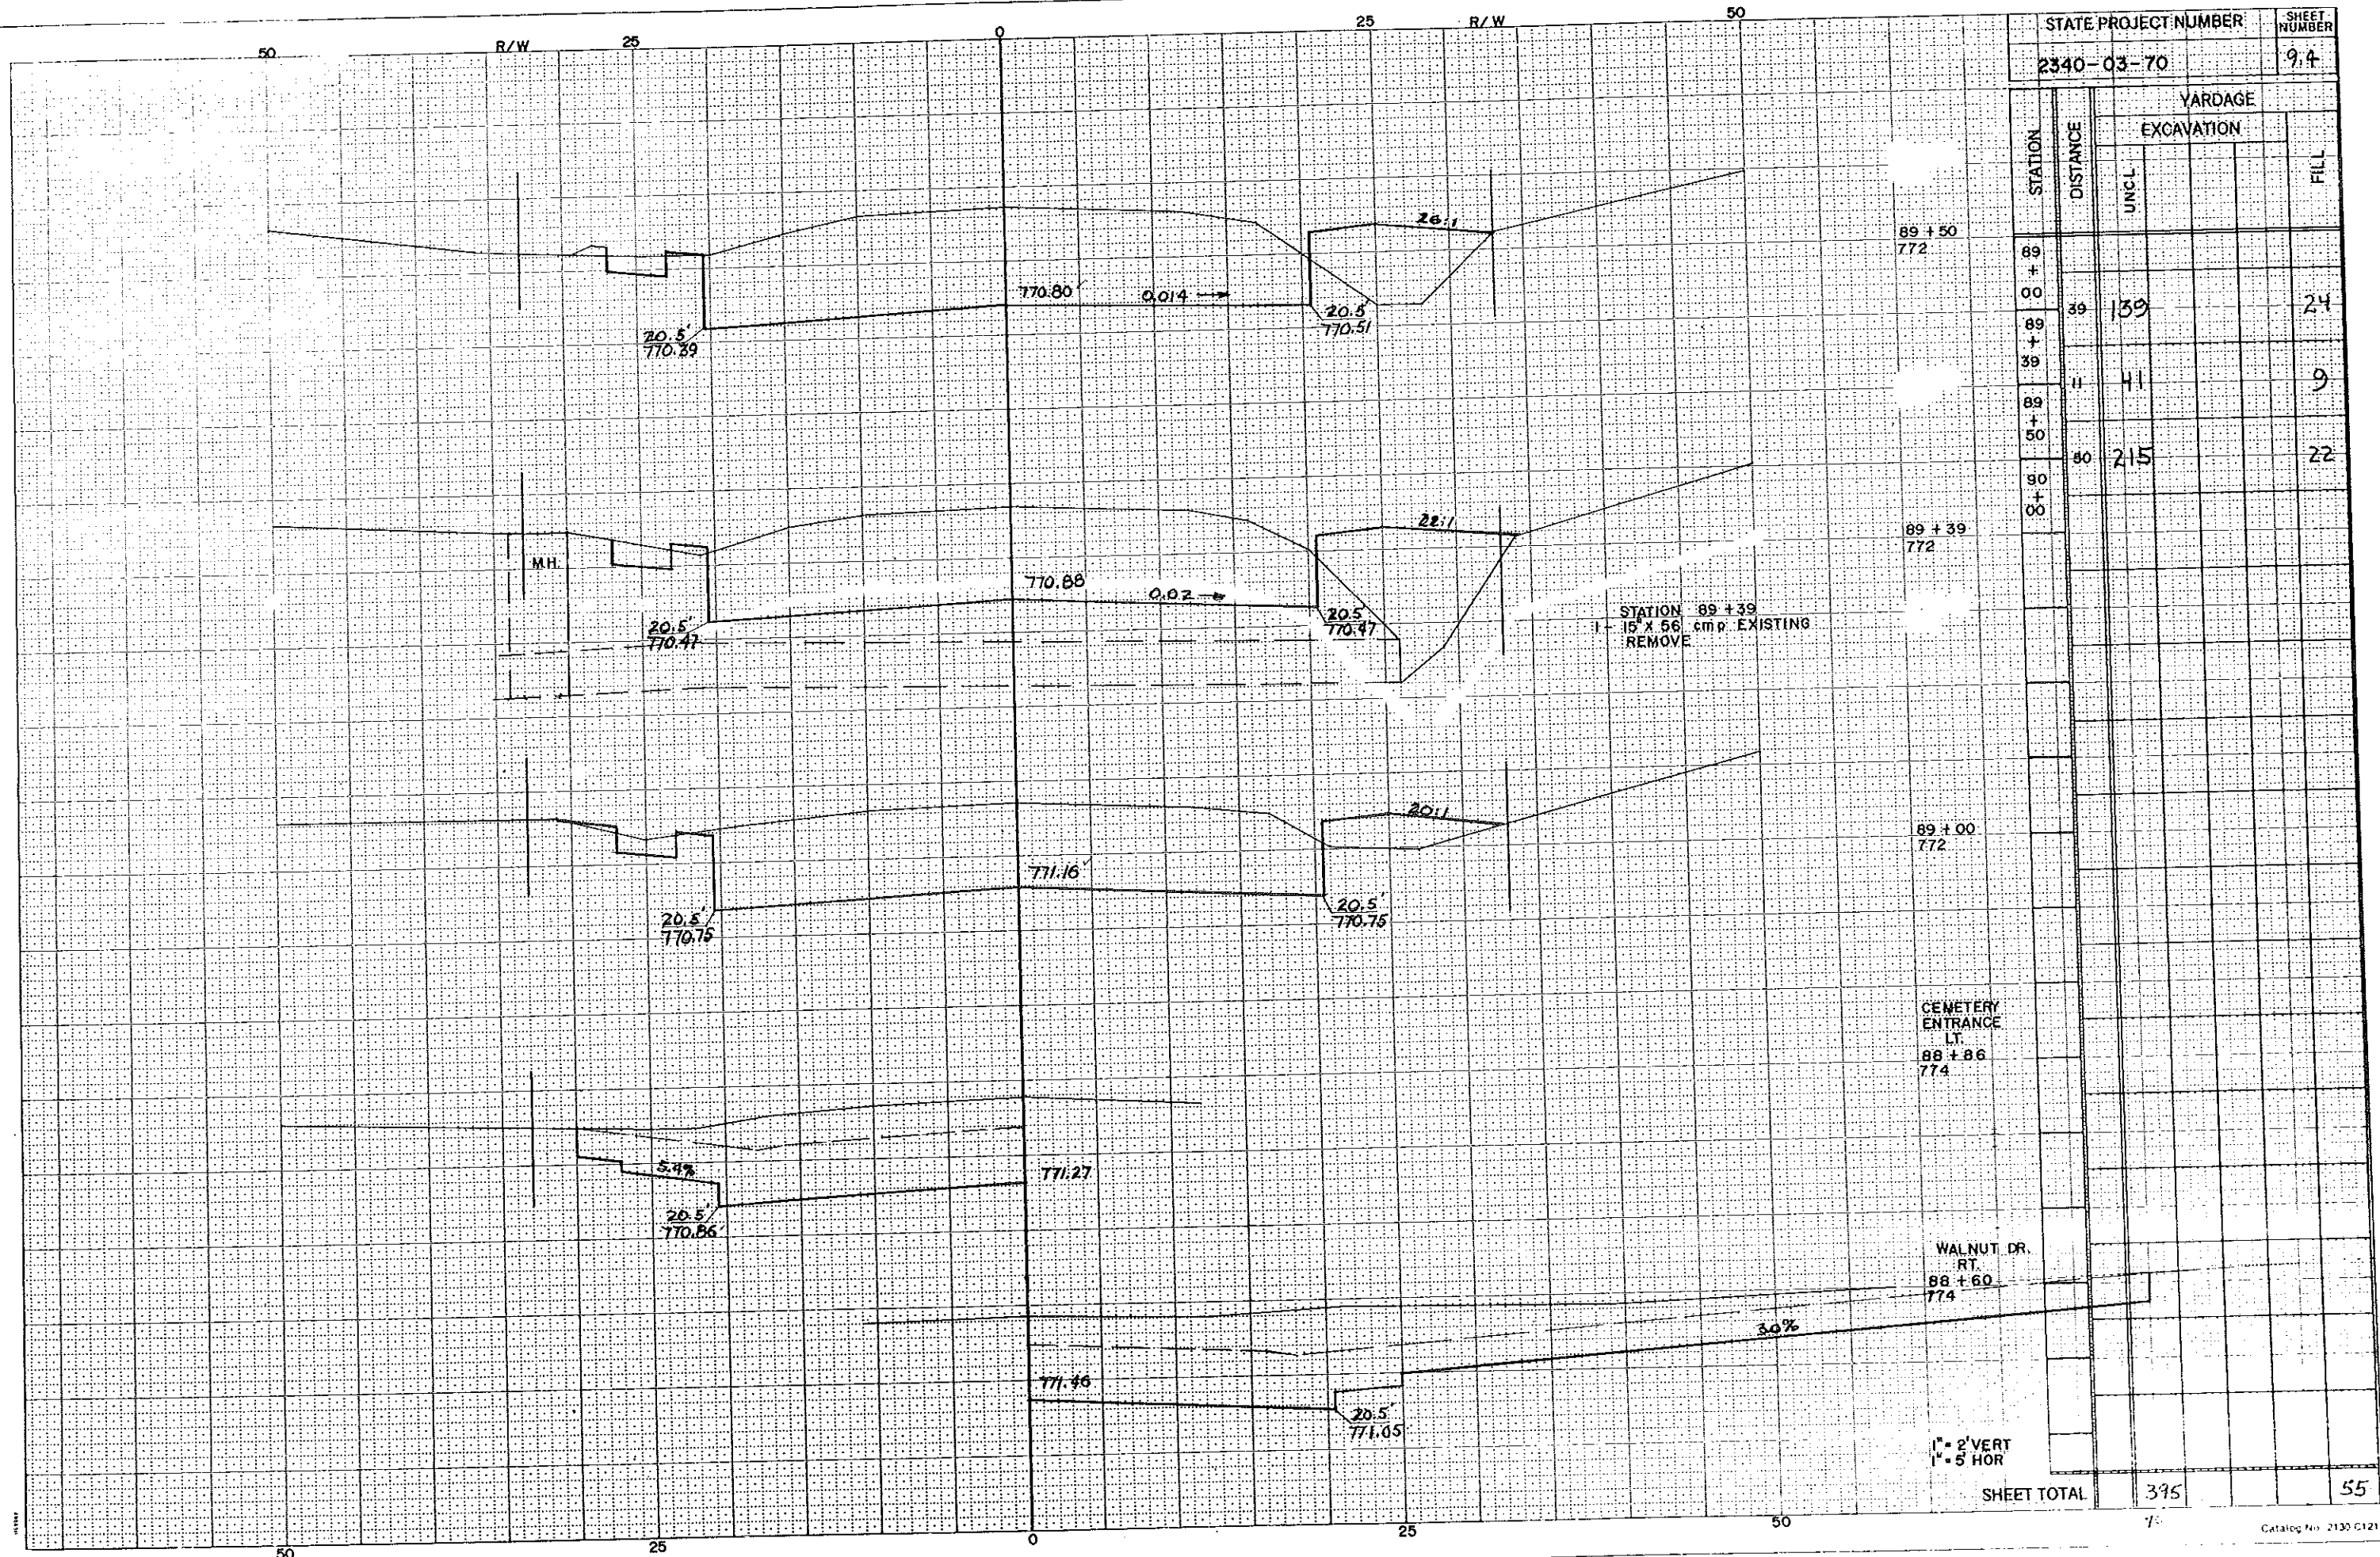 50 R/W 25 0 25 R/W 50
STATE PROJECT NUMBER
SHEET NUMBER
2340-03-70
9.4
YARDAGE
EXCAVATION
STATION
DISTANCE
UNCL.
FILL
89 + 00
39 139 24
89 + 39
11 41 9
89 + 50
50 215 22
90 + 00
26:1
89 + 50
772
770.80'
0.014
20.5'
770.39
20.5'
770.51
22:1
89 + 39
772
M.H.
770.88
0.02
20.5'
770.47
20.5'
770.47
STATION 89 + 39
1 - 15" X 56' cmp EXISTING
REMOVE
20:1
89 + 00
772
771.16'
20.5'
770.75
20.5'
770.75
CEMETERY
ENTRANCE
LT.
88 + 86
774
5.4%
771.27
20.5'
770.86'
WALNUT DR.
RT.
88 + 60
774
3.0%
771.46
20.5'
771.05
1" = 2' VERT
1" = 5' HOR
SHEET TOTAL 395 55
50 25 0 25 50
Catalog No. 2130-C121